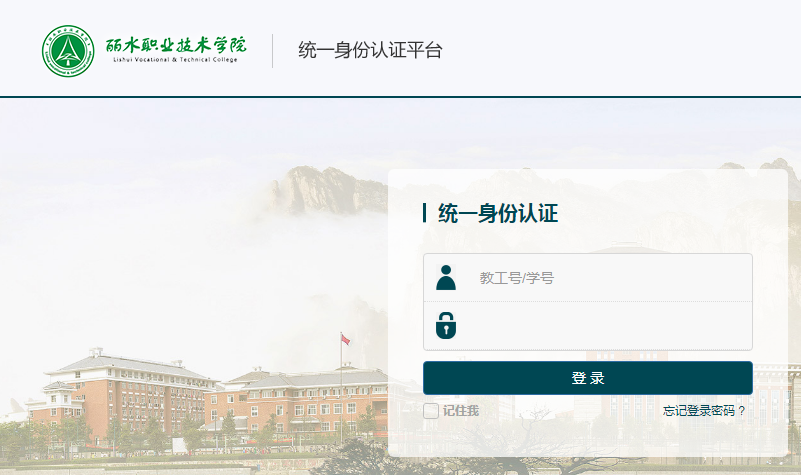 丽水职业技术学院
Lishui Vocational & Technical College
统一身份认证平台
统一身份认证
教工号/学号
登 录
记住我
忘记登录密码？